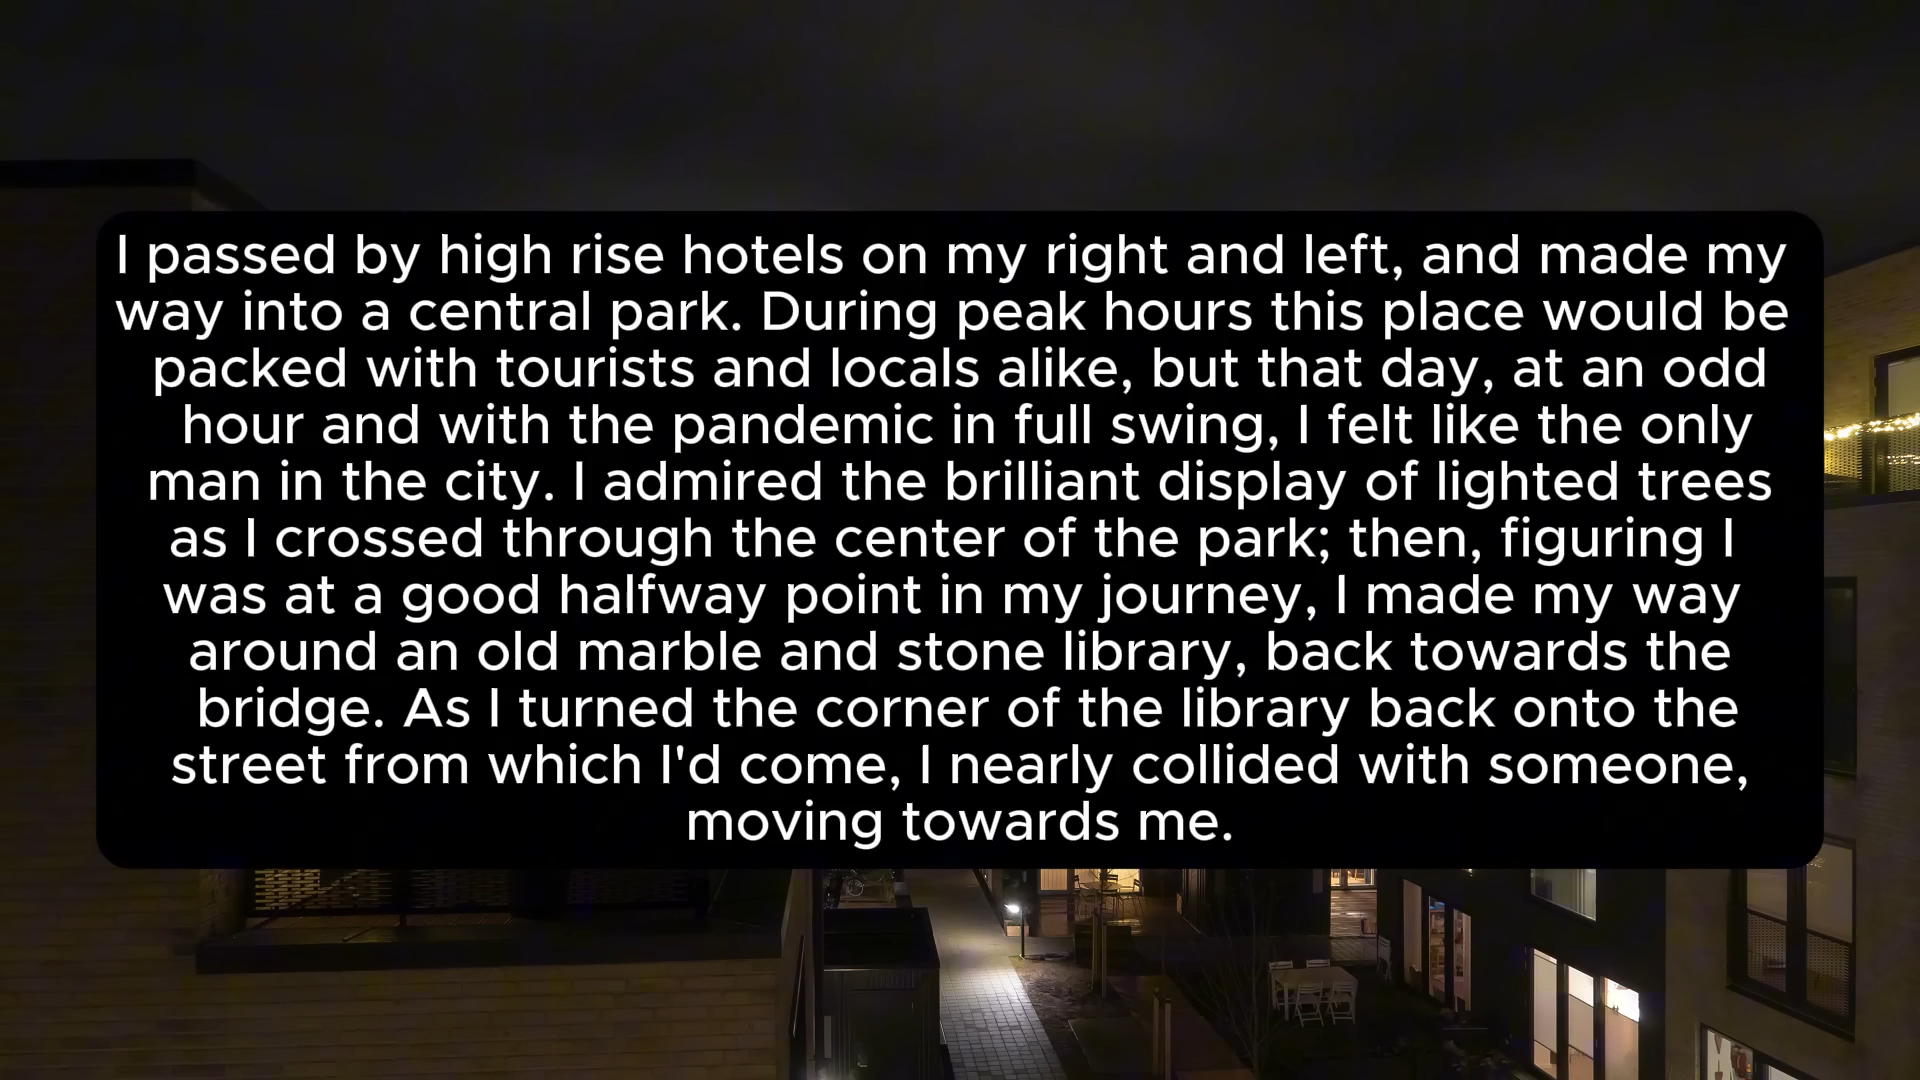 I passed by high rise hotels on my right and left, and made my
way into a central park. During peak hours this place would be
packed with tourists and locals alike, but that day, at an odd
hour and with the pandemic in full swing, I felt like the only
man in the city. I admired the brilliant display of lighted trees
as I crossed through the center of the park; then, figuring I
was at a good halfway point in my journey, I made my way
around an old marble and stone library, back towards the
bridge. As I turned the corner of the library back onto the
street from which I'd come, I nearly collided with someone,
moving towards me.